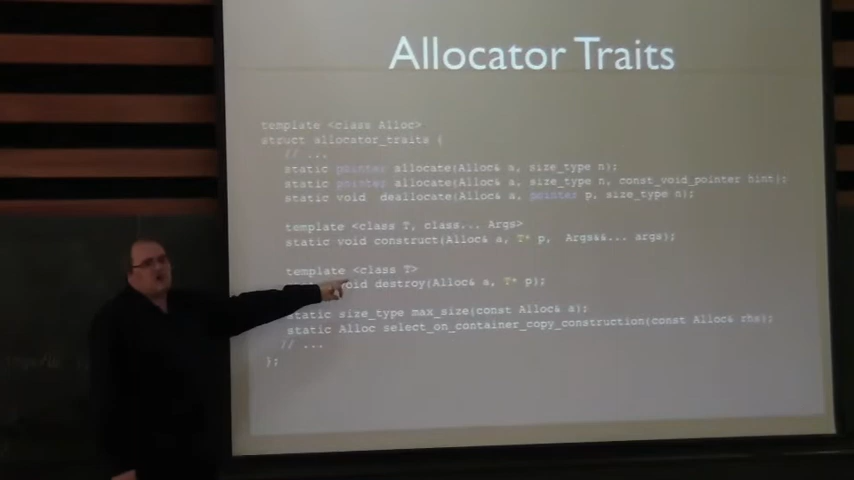 Allocator Traits
template <class Alloc>
struct allocator_traits {
// ...
static pointer allocate(Alloc& a, size_type n);
static pointer allocate(Alloc& a, size_type n, const_void_pointer hint);
static void deallocate(Alloc& a, pointer p, size_type n);
template <class T, class... Args>
static void construct(Alloc& a, T* p, Args&&... args);
template <class T>
void destroy(Alloc& a, T* p);
static size_type max_size(const Alloc& a);
static Alloc select_on_container_copy_construction(const Alloc& rhs);
// ...
};